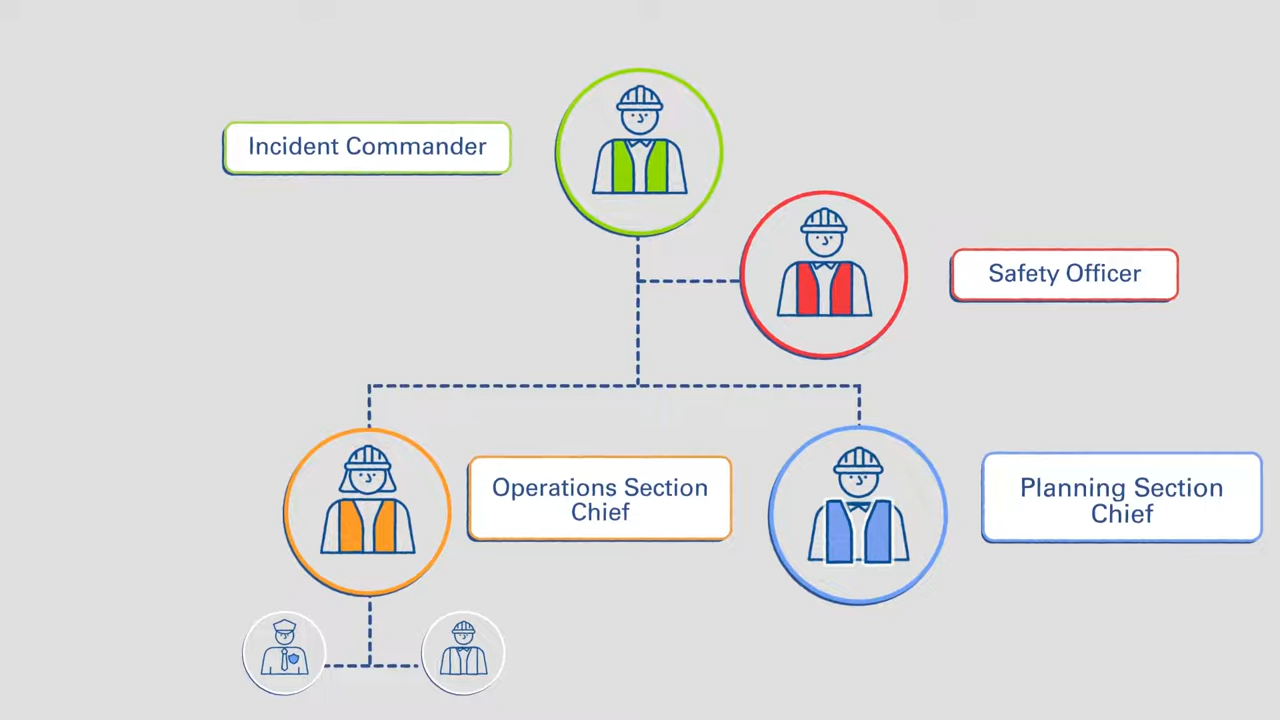 Incident Commander
Safety Officer
Operations Section
Chief
Planning Section
Chief